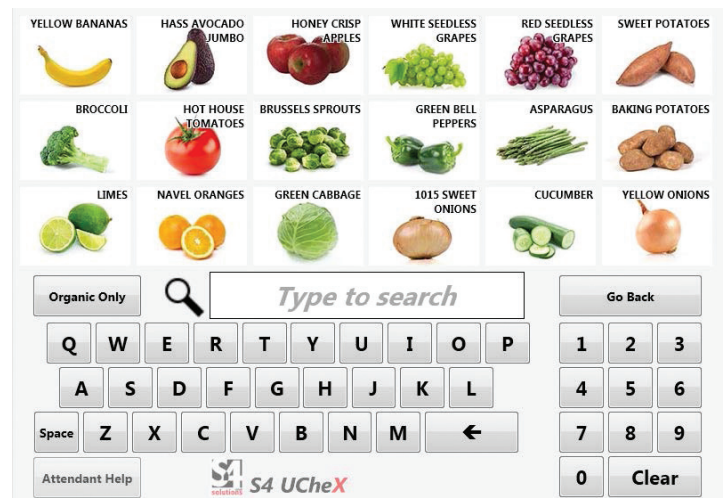 YELLOW BANANAS
HASS AVOCADO
JUMBO
HONEY CRISP
APPLES
WHITE SEEDLESS
GRAPES
RED SEEDLESS
GRAPES
SWEET POTATOES
BROCCOLI
HOT HOUSE
TOMATOES
BRUSSELS SPROUTS
GREEN BELL
PEPPERS
ASPARAGUS
BAKING POTATOES
LIMES
NAVEL ORANGES
GREEN CABBAGE
1015 SWEET
ONIONS
CUCUMBER
YELLOW ONIONS
Organic Only
Type to search
Go Back
Q W E R T Y U I O P
1 2 3
A S D F G H J K L
4 5 6
Space Z X C V B N M ←
7 8 9
Attendant Help
S4
solutions
S4 UCheX
0 Clear